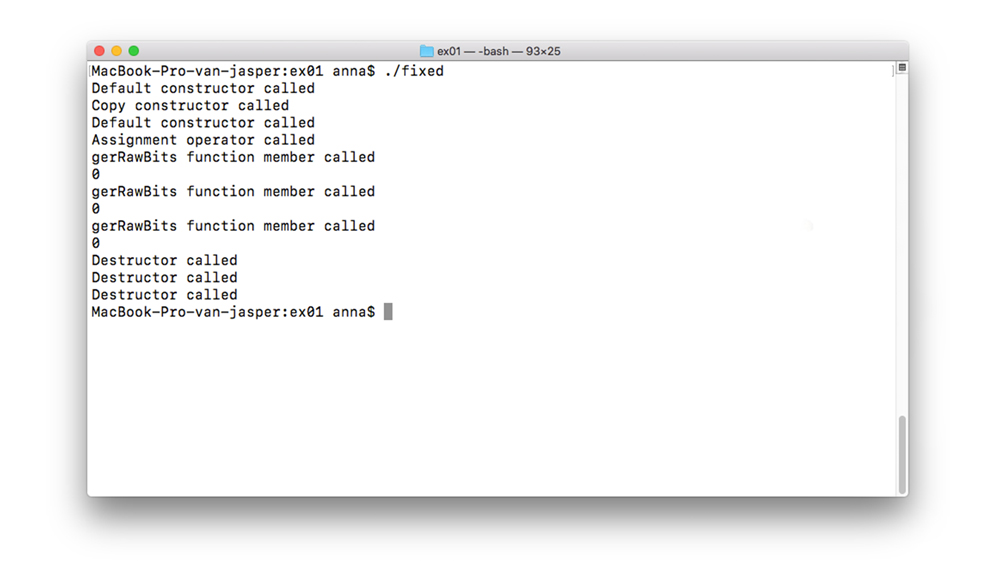 ex01 — -bash — 93×25
MacBook-Pro-van-jasper:ex01 anna$ ./fixed
Default constructor called
Copy constructor called
Default constructor called
Assignment operator called
gerRawBits function member called
0
gerRawBits function member called
0
gerRawBits function member called
0
Destructor called
Destructor called
Destructor called
MacBook-Pro-van-jasper:ex01 anna$